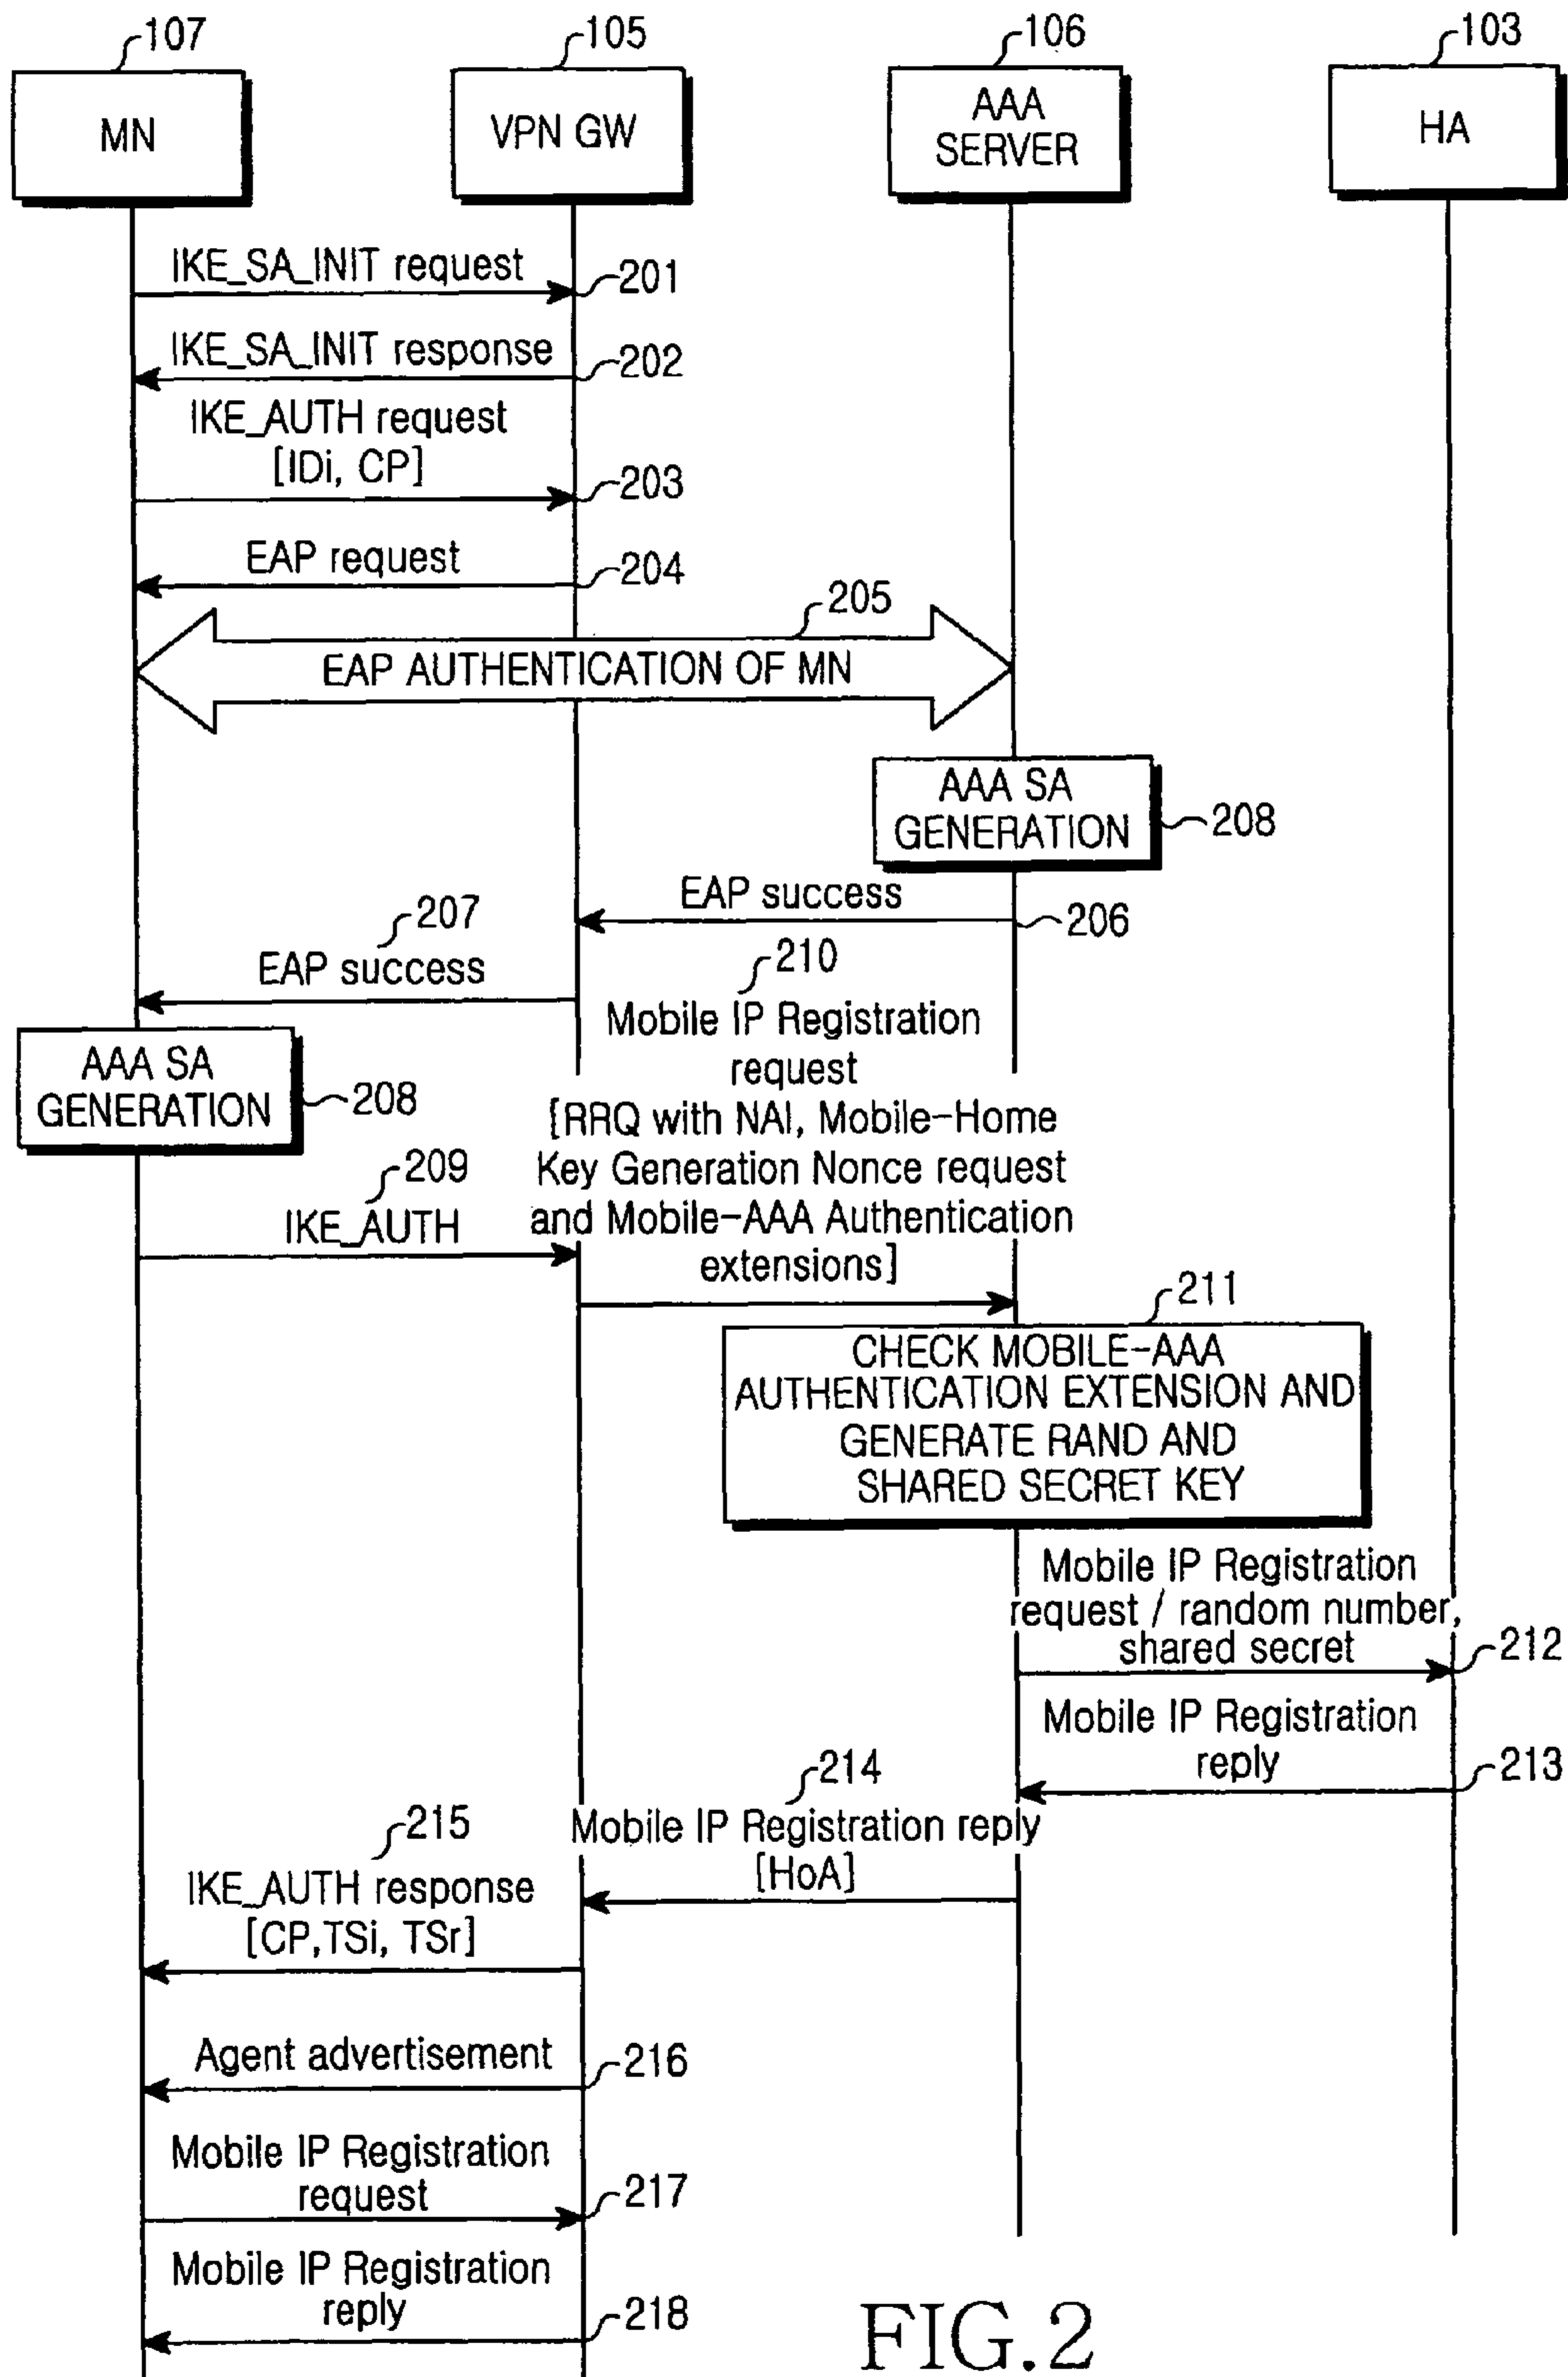 107
105
106
103
MN
VPN GW
AAA
SERVER
HA
IKE_SA_INIT request
201
IKE_SA_INIT response
202
IKE_AUTH request
[IDi, CP]
203
EAP request
204
205
EAP AUTHENTICATION OF MN
AAA SA
GENERATION
208
EAP success
206
207
EAP success
210
Mobile IP Registration
request
[RRQ with NAI, Mobile-Home
Key Generation Nonce request
and Mobile-AAA Authentication
extensions]
AAA SA
GENERATION
208
209
IKE_AUTH
211
CHECK MOBILE-AAA
AUTHENTICATION EXTENSION AND
GENERATE RAND AND
SHARED SECRET KEY
Mobile IP Registration
request / random number,
shared secret
212
Mobile IP Registration
reply
213
214
Mobile IP Registration reply
[HoA]
215
IKE_AUTH response
[CP,TSi, TSr]
Agent advertisement
216
Mobile IP Registration
request
217
Mobile IP Registration
reply
218
FIG.2